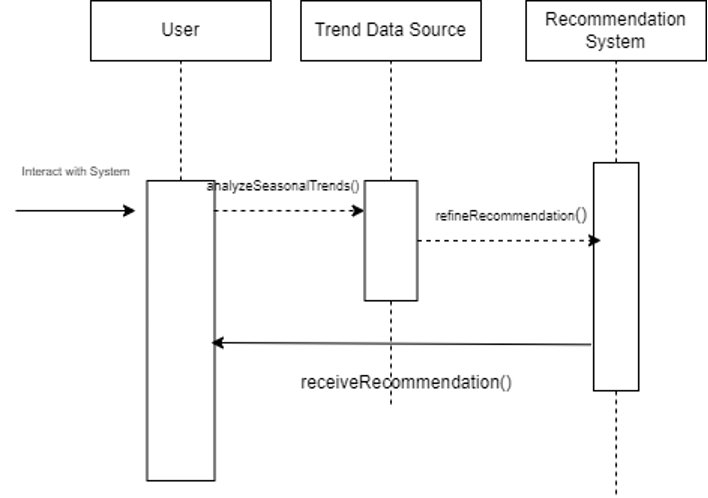 User
Trend Data Source
Recommendation
System
Interact with System
analyzeSeasonalTrends()
refineRecommendation()
receiveRecommendation()